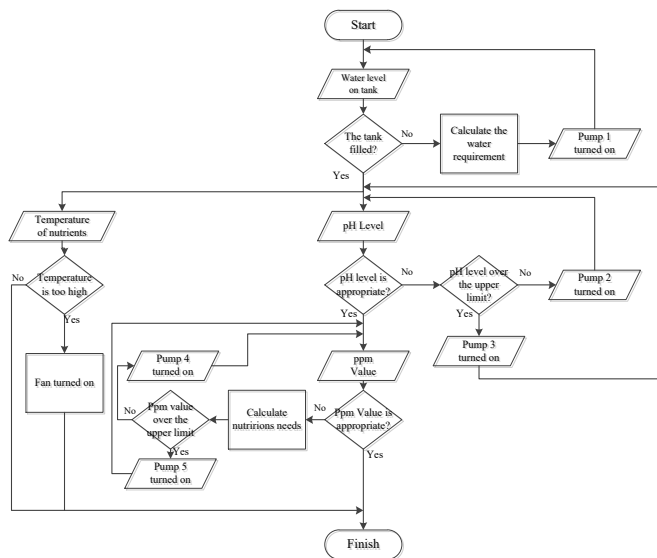 Start
Water level
on tank
The tank
filled?
No
Calculate the
water
requirement
Pump 1
turned on
Yes
Temperature
of nutrients
pH Level
No
Temperature
is too high
Yes
pH level is
appropriate?
No
pH level over
the upper
limit?
No
Pump 2
turned on
Yes
Yes
Pump 3
turned on
Fan turned on
Pump 4
turned on
ppm
Value
No
Ppm value
over the
upper limit
Calculate
nutririons needs
No
Ppm Value is
appropriate?
Yes
Yes
Pump 5
turned on
Finish